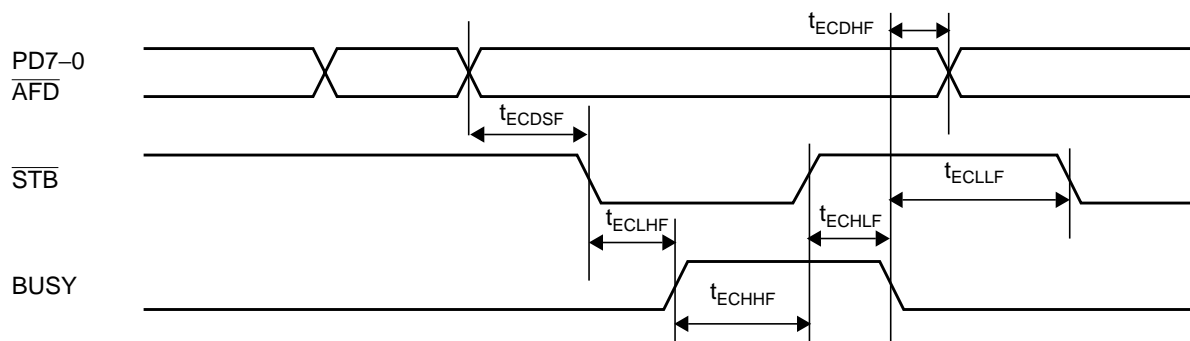 tECDHF
PD7–0
AFD
tECDSF
STB
tECLLF
tECLHF
tECHLF
BUSY
tECHHF